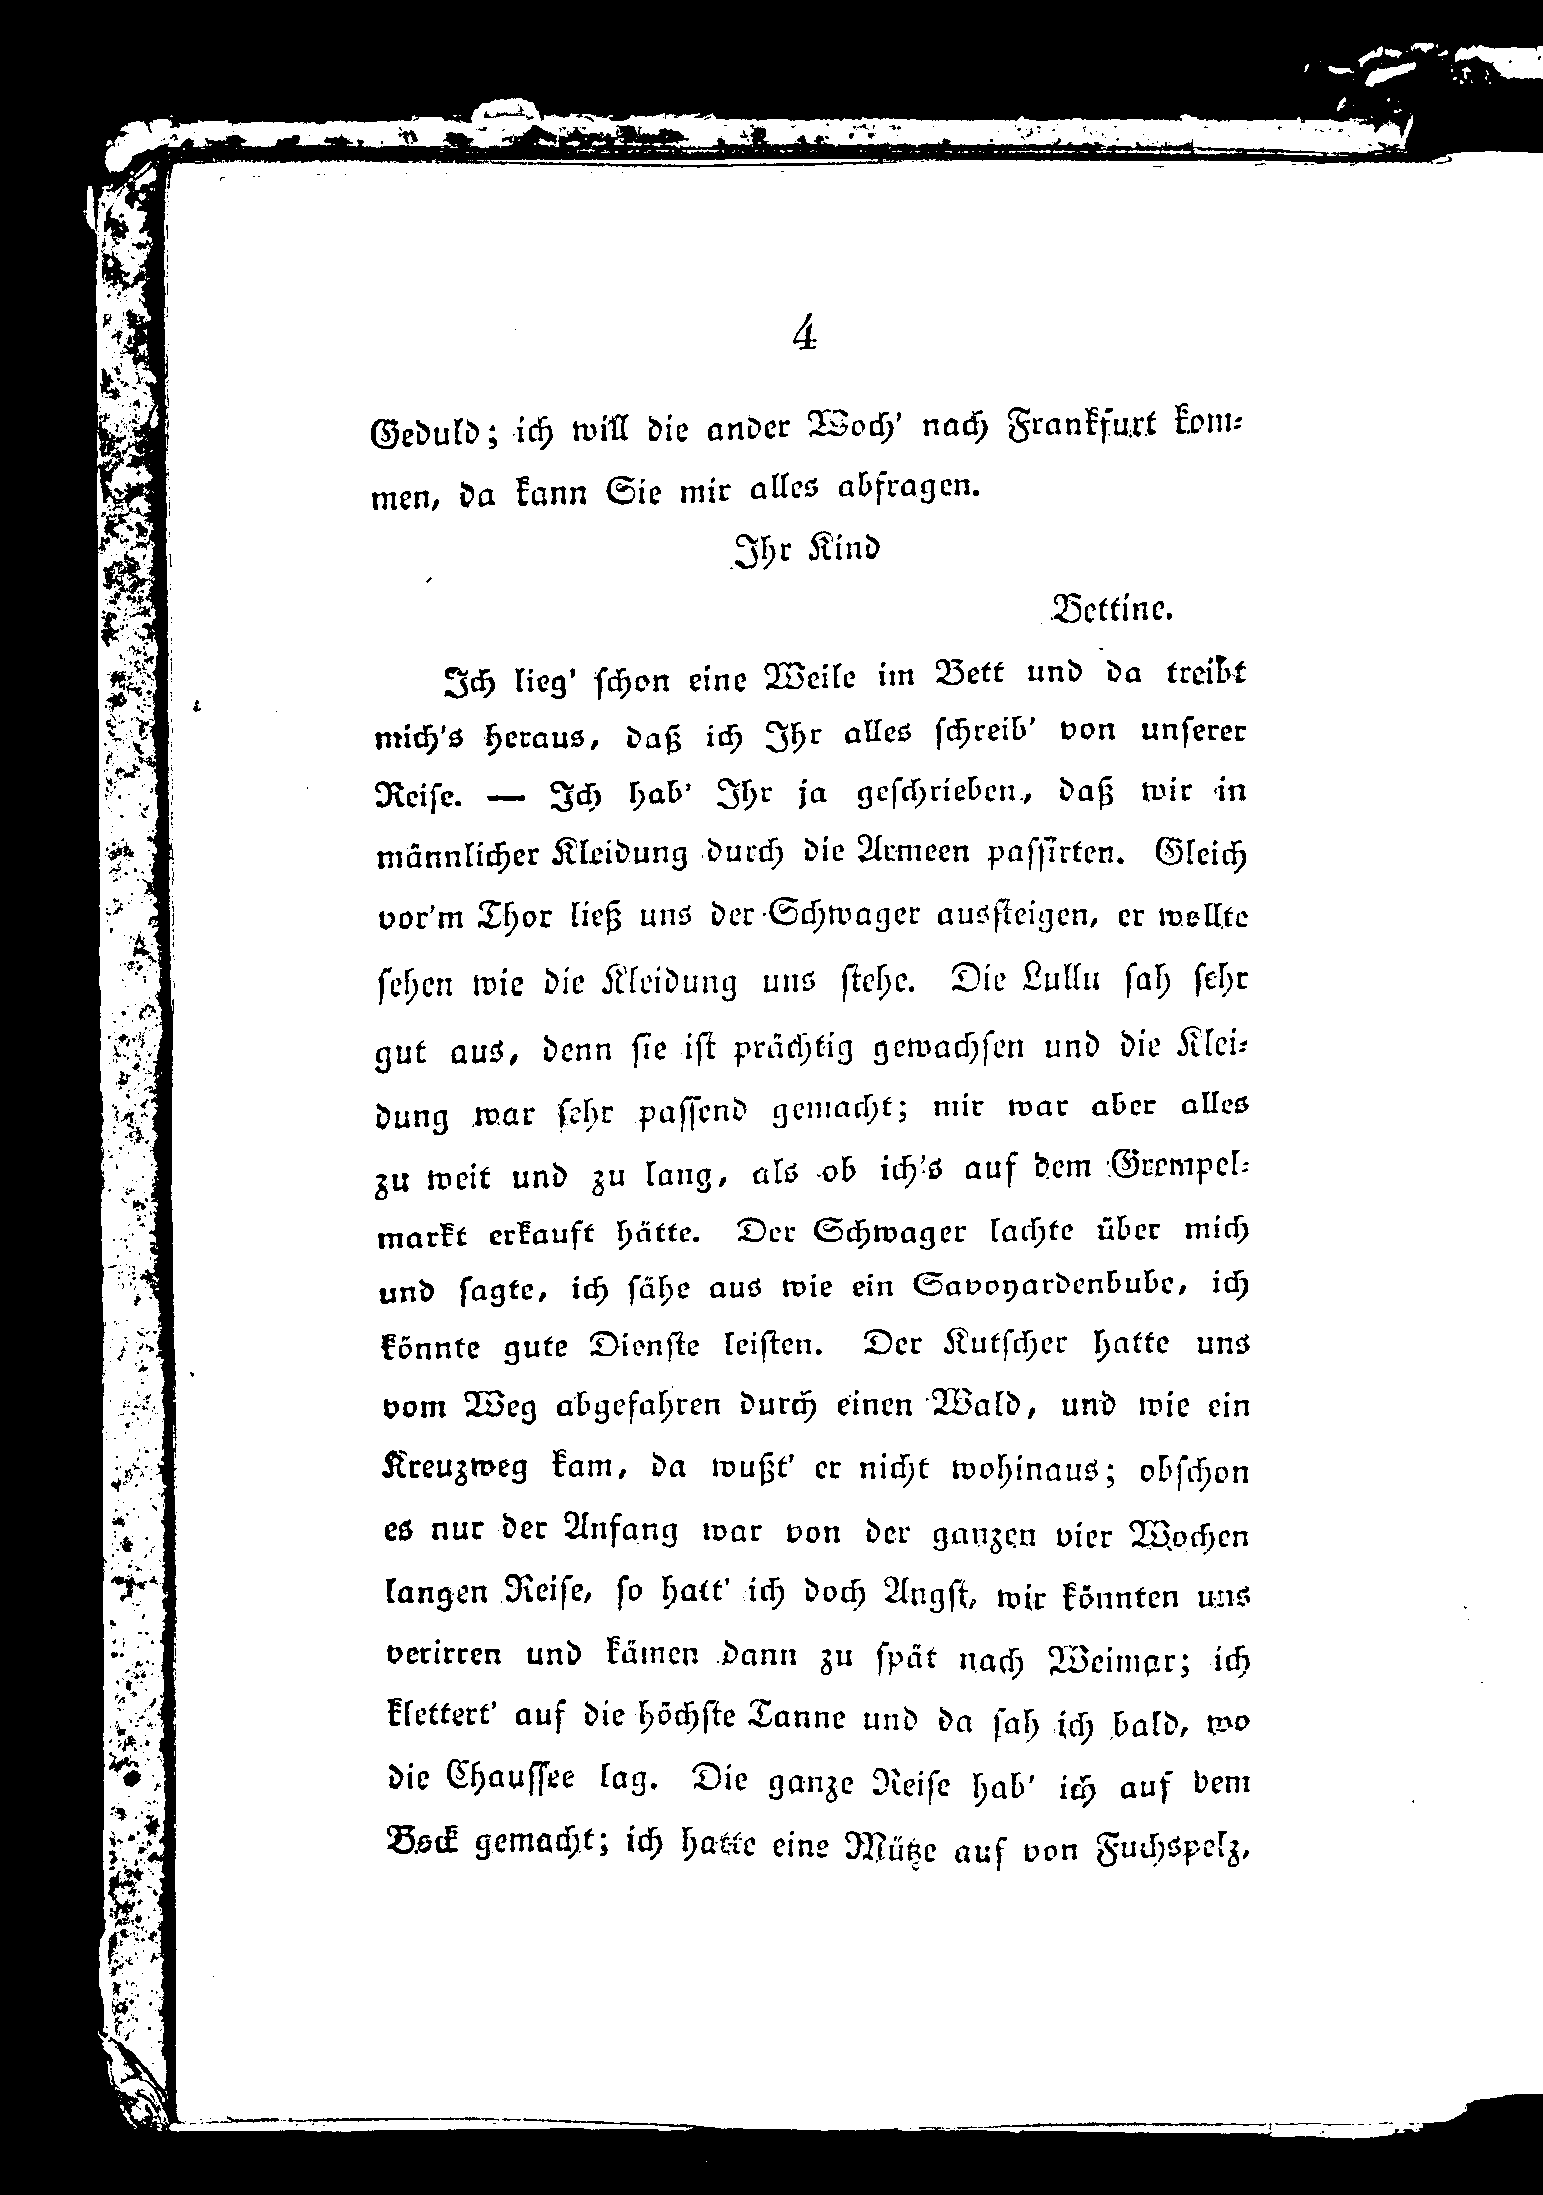 4
Geduld; ich will die ander Woch' nach Frankfurt kom-
men, da kann Sie mir alles abfragen.
Ihr Kind
Bettine.
Ich lieg' schon eine Weile im Bett und da treibt
mich's heraus, daß ich Ihr alles schreib' von unserer
Reise. — Ich hab' Ihr ja geschrieben, daß wir in
männlicher Kleidung durch die Armeen passirten. Gleich
vor'm Thor ließ uns der Schwager aussteigen, er wollte
sehen wie die Kleidung uns stehe. Die Lullu sah sehr
gut aus, denn sie ist prächtig gewachsen und die Klei-
dung war sehr passend gemacht; mir war aber alles
zu weit und zu lang, als ob ich's auf dem Grempel-
markt erkauft hätte. Der Schwager lachte über mich
und sagte, ich sähe aus wie ein Savoyardenbube, ich
könnte gute Dienste leisten. Der Kutscher hatte uns
vom Weg abgefahren durch einen Wald, und wie ein
Kreuzweg kam, da wußt' er nicht wohinaus; obschon
es nur der Anfang war von der ganzen vier Wochen
langen Reise, so hatt' ich doch Angst, wir könnten uns
verirren und kämen dann zu spät nach Weimar; ich
klettert' auf die höchste Tanne und da sah ich bald, wo
die Chaussee lag. Die ganze Reise hab' ich auf dem
Bock gemacht; ich hatte eine Mütze auf von Fuchspelz,